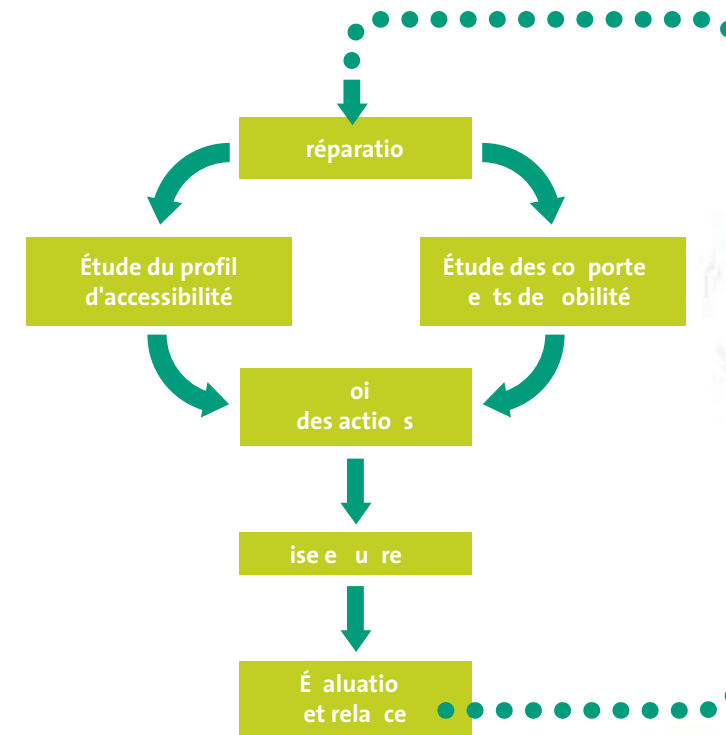 réparatio
Étude du profil
d'accessibilité
Étude des co porte
e ts de obilité
oi
des actio s
ise e u re
É aluatio
et rela ce